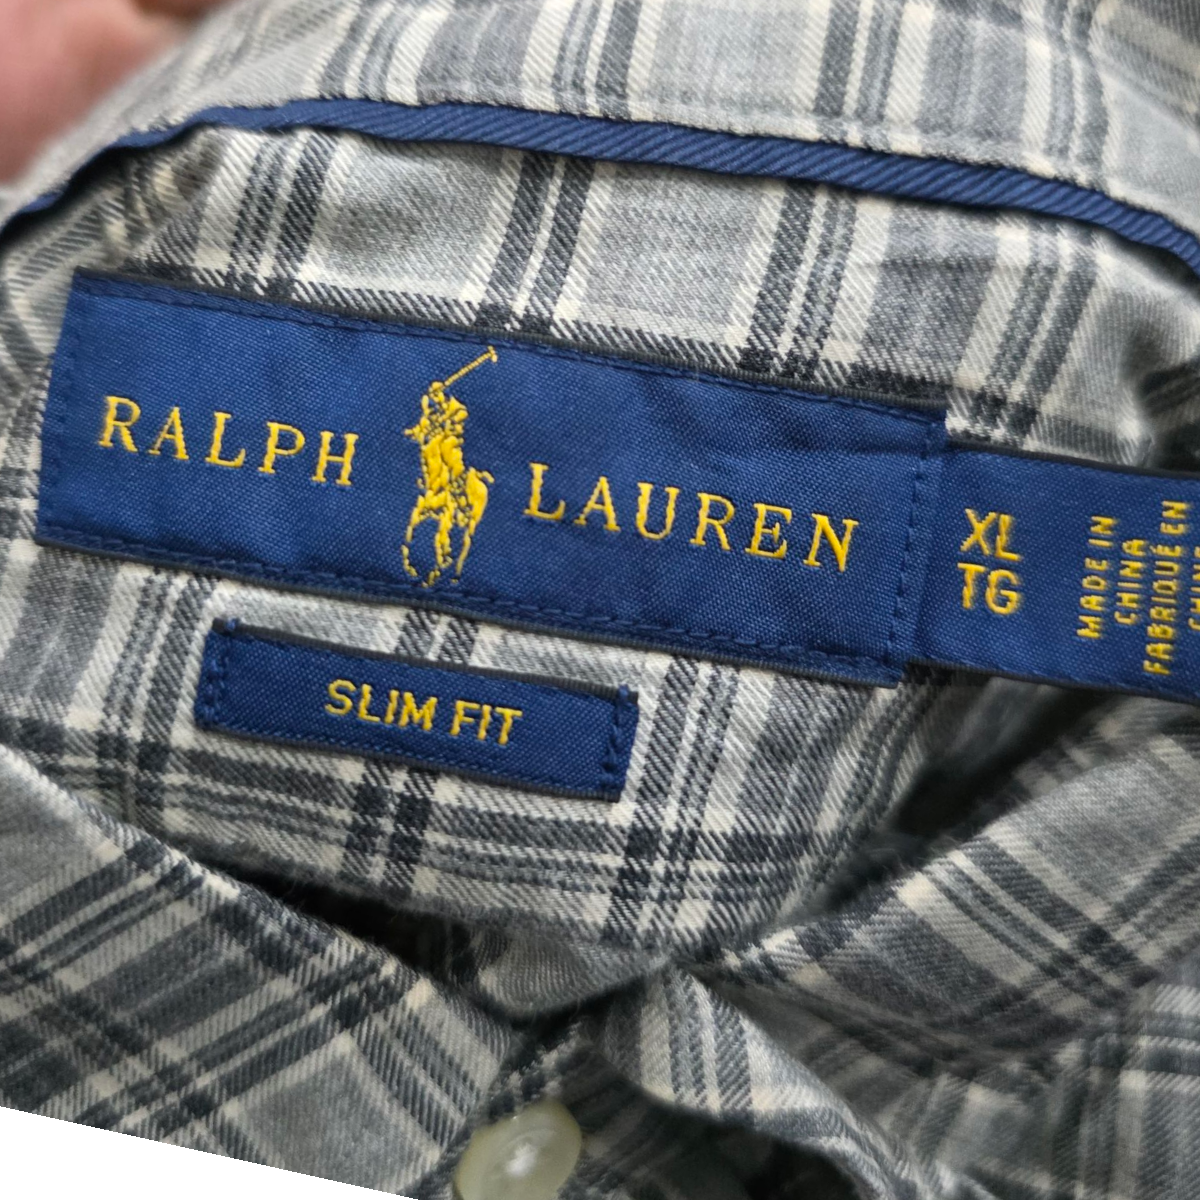 RALPH LAUREN
XL
TG
MADE IN
CHINA
FABRIQUÉ EN
SLIM FIT